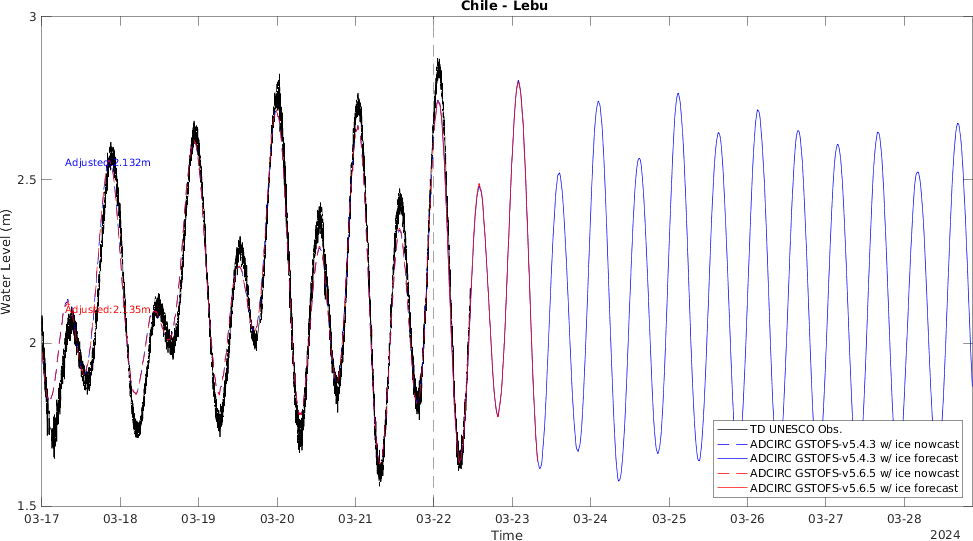 Chile - Lebu
3
2.5
2
1.5
Water Level (m)
Adjusted:2.132m
Adjusted:2.135m
TD UNESCO Obs.
ADCIRC GSTOFS-v5.4.3 w/ ice nowcast
ADCIRC GSTOFS-v5.4.3 w/ ice forecast
ADCIRC GSTOFS-v5.6.5 w/ ice nowcast
ADCIRC GSTOFS-v5.6.5 w/ ice forecast
03-17 03-18 03-19 03-20 03-21 03-22 03-23 03-24 03-25 03-26 03-27 03-28
Time
2024